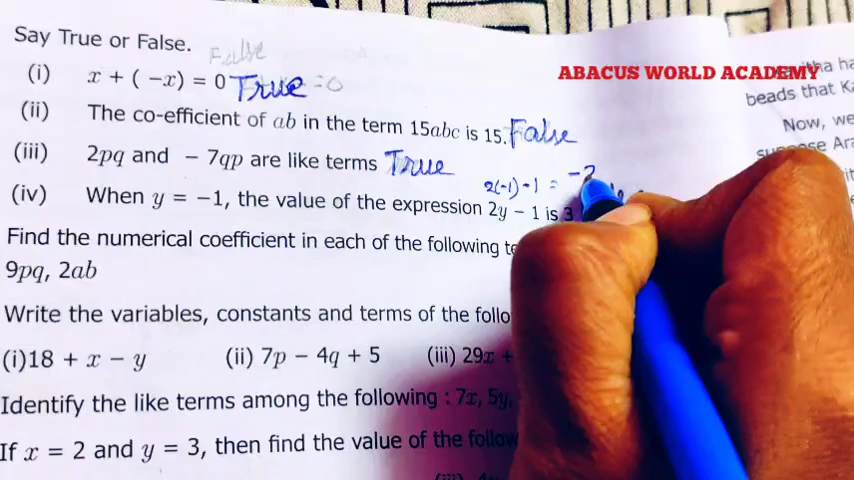 Say True or False. False
ABACUS WORLD ACADEMY
(i) x + ( −x) = 0 True = 0
beads that Ka
(ii) The co-efficient of ab in the term 15abc is 15. False
Now, we
(iii) 2pq and − 7qp are like terms True
2(-1) - 1 = -2
(iv) When y = −1, the value of the expression 2y − 1 is 3
Find the numerical coefficient in each of the following te
9pq, 2ab
Write the variables, constants and terms of the follo
(i)18 + x − y (ii) 7p − 4q + 5 (iii) 29x +
Identify the like terms among the following : 7x, 5y,
If x = 2 and y = 3, then find the value of the follow